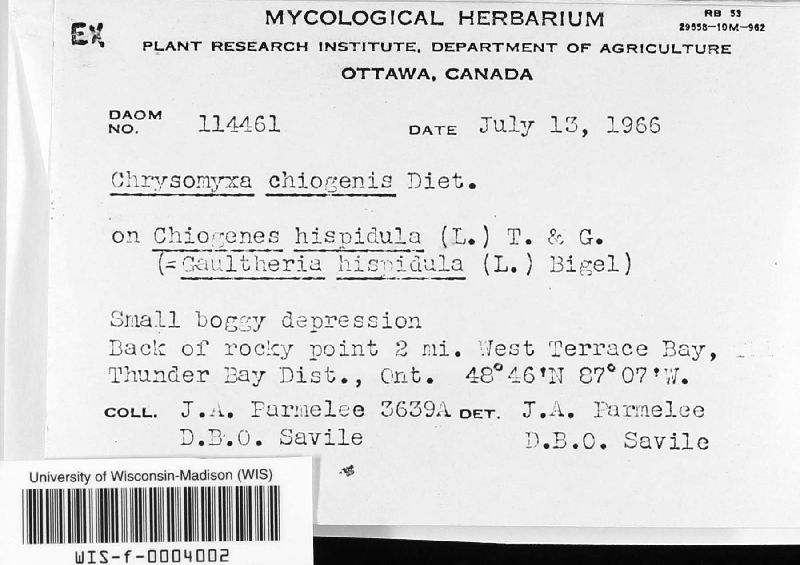 EX
MYCOLOGICAL HERBARIUM
RB 53
29556-10M-962
PLANT RESEARCH INSTITUTE, DEPARTMENT OF AGRICULTURE
OTTAWA, CANADA
DAOM NO. 114461 DATE July 13, 1966
Chrysomyxa chiogenis Diet.
on Chiogenes hispidula (L.) T. & G.
(=Gaultheria hispidula (L.) Bigel)
Small boggy depression
Back of rocky point 2 mi. West Terrace Bay,
Thunder Bay Dist., Ont. 48°46'N 87°07'W.
COLL. J.A. Parmelee 3639A DET. J.A. Parmelee
D.B.O. Savile D.B.O. Savile
University of Wisconsin-Madison (WIS)
WIS-f-0004002